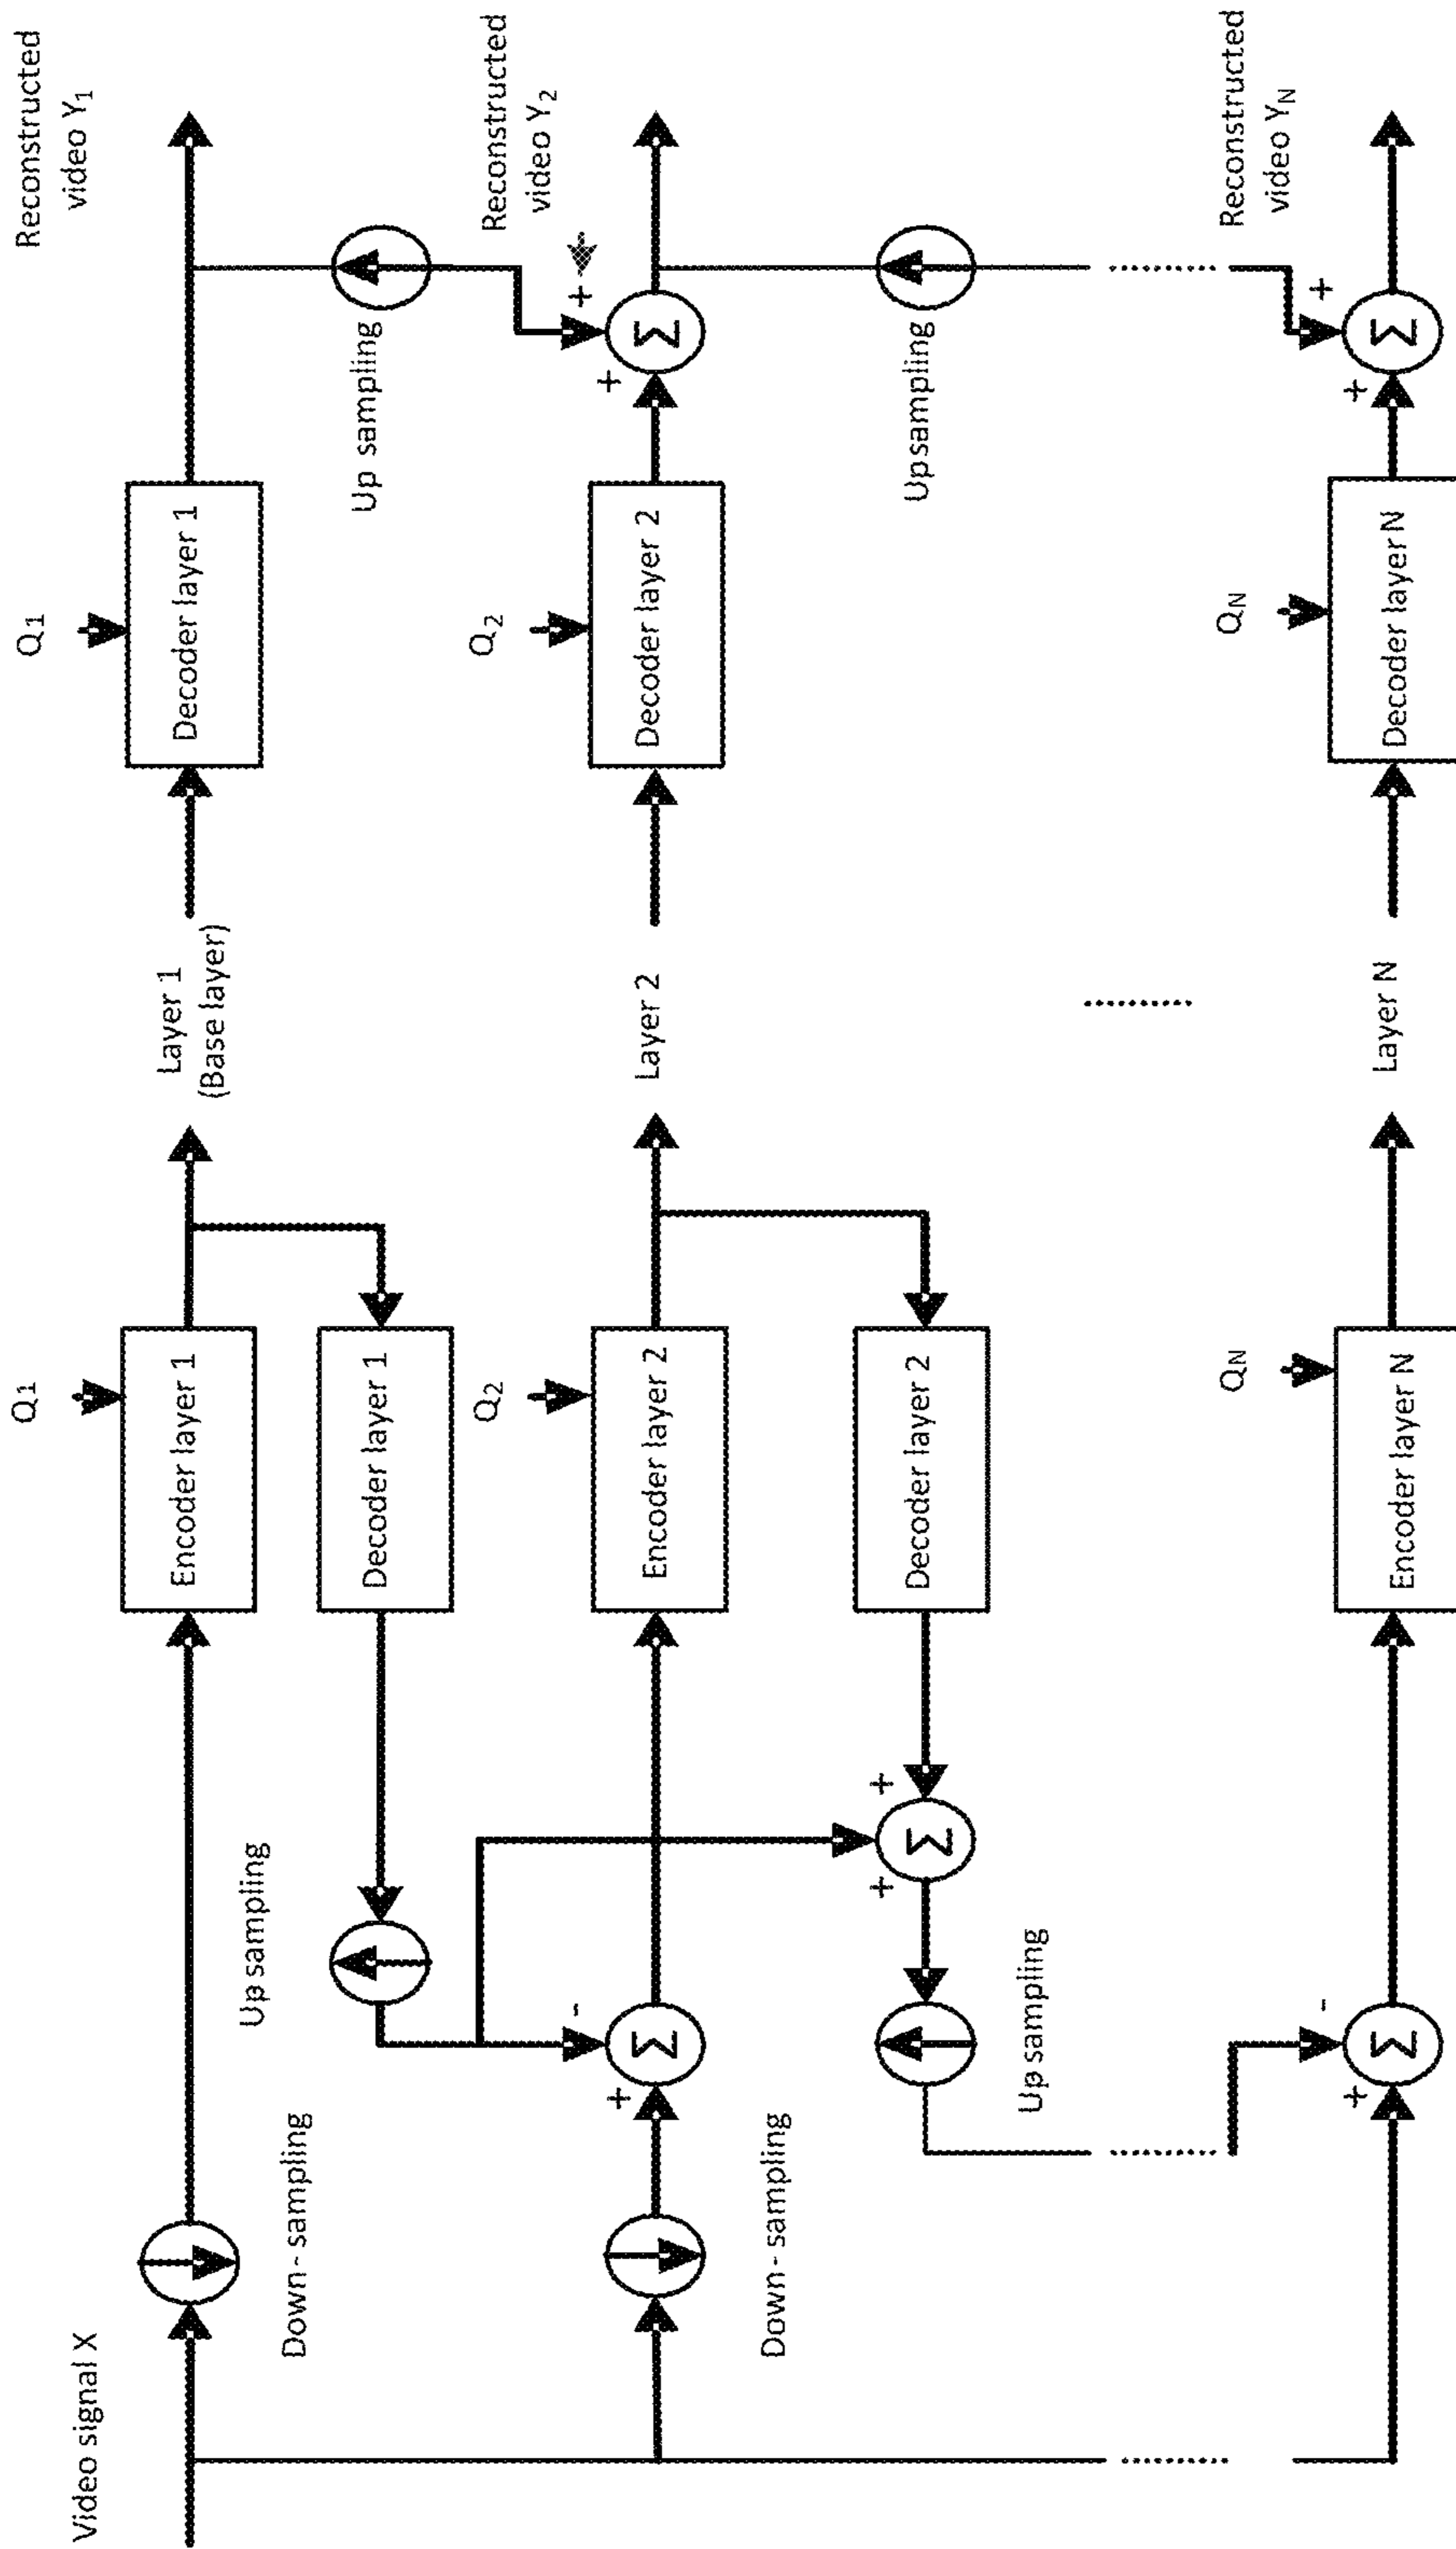 Video signal X
Down - sampling
Up sampling
Q1
Encoder layer 1
Decoder layer 1
Layer 1
(Base layer)
Q1
Decoder layer 1
Reconstructed
video Y1
Up sampling
Down - sampling
+
-
Σ
Q2
Encoder layer 2
Layer 2
Q2
Decoder layer 2
+
+
Σ
Reconstructed
video Y2
Up sampling
+
+
Σ
Decoder layer 2
Upsampling
+
-
Σ
QN
Encoder layer N
Layer N
QN
Decoder layer N
+
+
Σ
Reconstructed
video YN